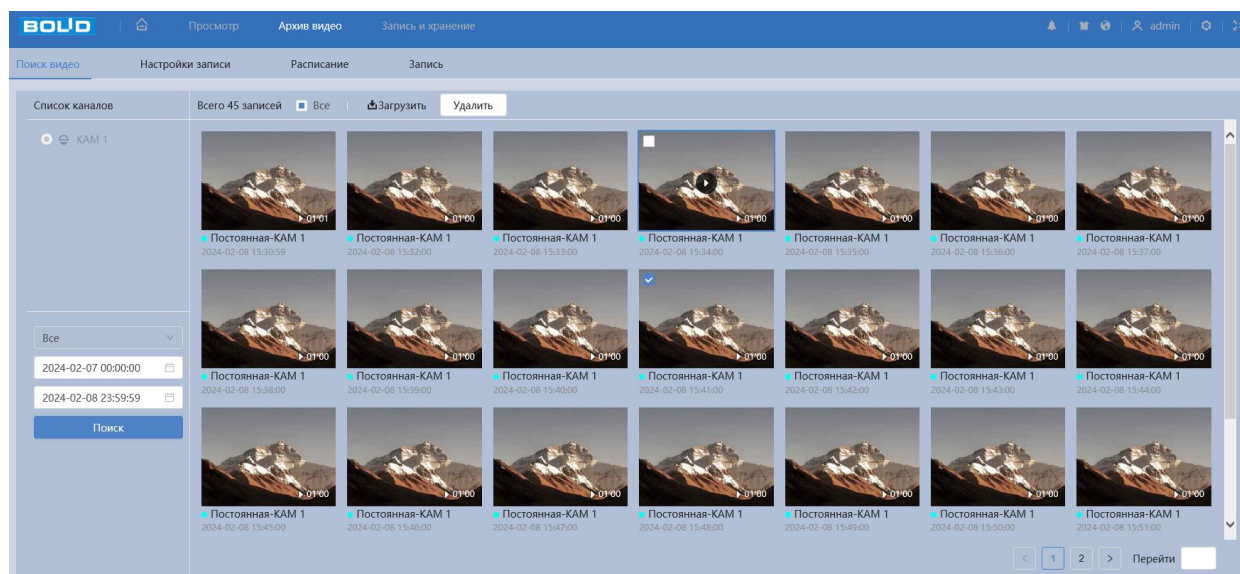 BOLID Просмотр Архив видео Запись и хранение admin
Поиск видео Настройки записи Расписание Запись
Список каналов Всего 45 записей Все Загрузить Удалить
КАМ 1
01'01 01'00 01'00 01'00 01'00 01'00 01'00
Постоянная-КАМ 1 Постоянная-КАМ 1 Постоянная-КАМ 1 Постоянная-КАМ 1 Постоянная-КАМ 1 Постоянная-КАМ 1 Постоянная-КАМ 1
2024-02-08 15:30:59 2024-02-08 15:32:00 2024-02-08 15:33:00 2024-02-08 15:34:00 2024-02-08 15:35:00 2024-02-08 15:36:00 2024-02-08 15:37:00
Все
01'00 01'00 01'00 01'00 01'00 01'00 01'00
2024-02-07 00:00:00
Постоянная-КАМ 1 Постоянная-КАМ 1 Постоянная-КАМ 1 Постоянная-КАМ 1 Постоянная-КАМ 1 Постоянная-КАМ 1 Постоянная-КАМ 1
2024-02-08 15:38:00 2024-02-08 15:39:00 2024-02-08 15:40:00 2024-02-08 15:41:00 2024-02-08 15:42:00 2024-02-08 15:43:00 2024-02-08 15:44:00
2024-02-08 23:59:59
Поиск
01'00 01'00 01'00 01'00 01'00 01'00 01'00
Постоянная-КАМ 1 Постоянная-КАМ 1 Постоянная-КАМ 1 Постоянная-КАМ 1 Постоянная-КАМ 1 Постоянная-КАМ 1 Постоянная-КАМ 1
2024-02-08 15:45:00 2024-02-08 15:46:00 2024-02-08 15:47:00 2024-02-08 15:48:00 2024-02-08 15:49:00 2024-02-08 15:50:00 2024-02-08 15:51:00
< 1 2 > Перейти